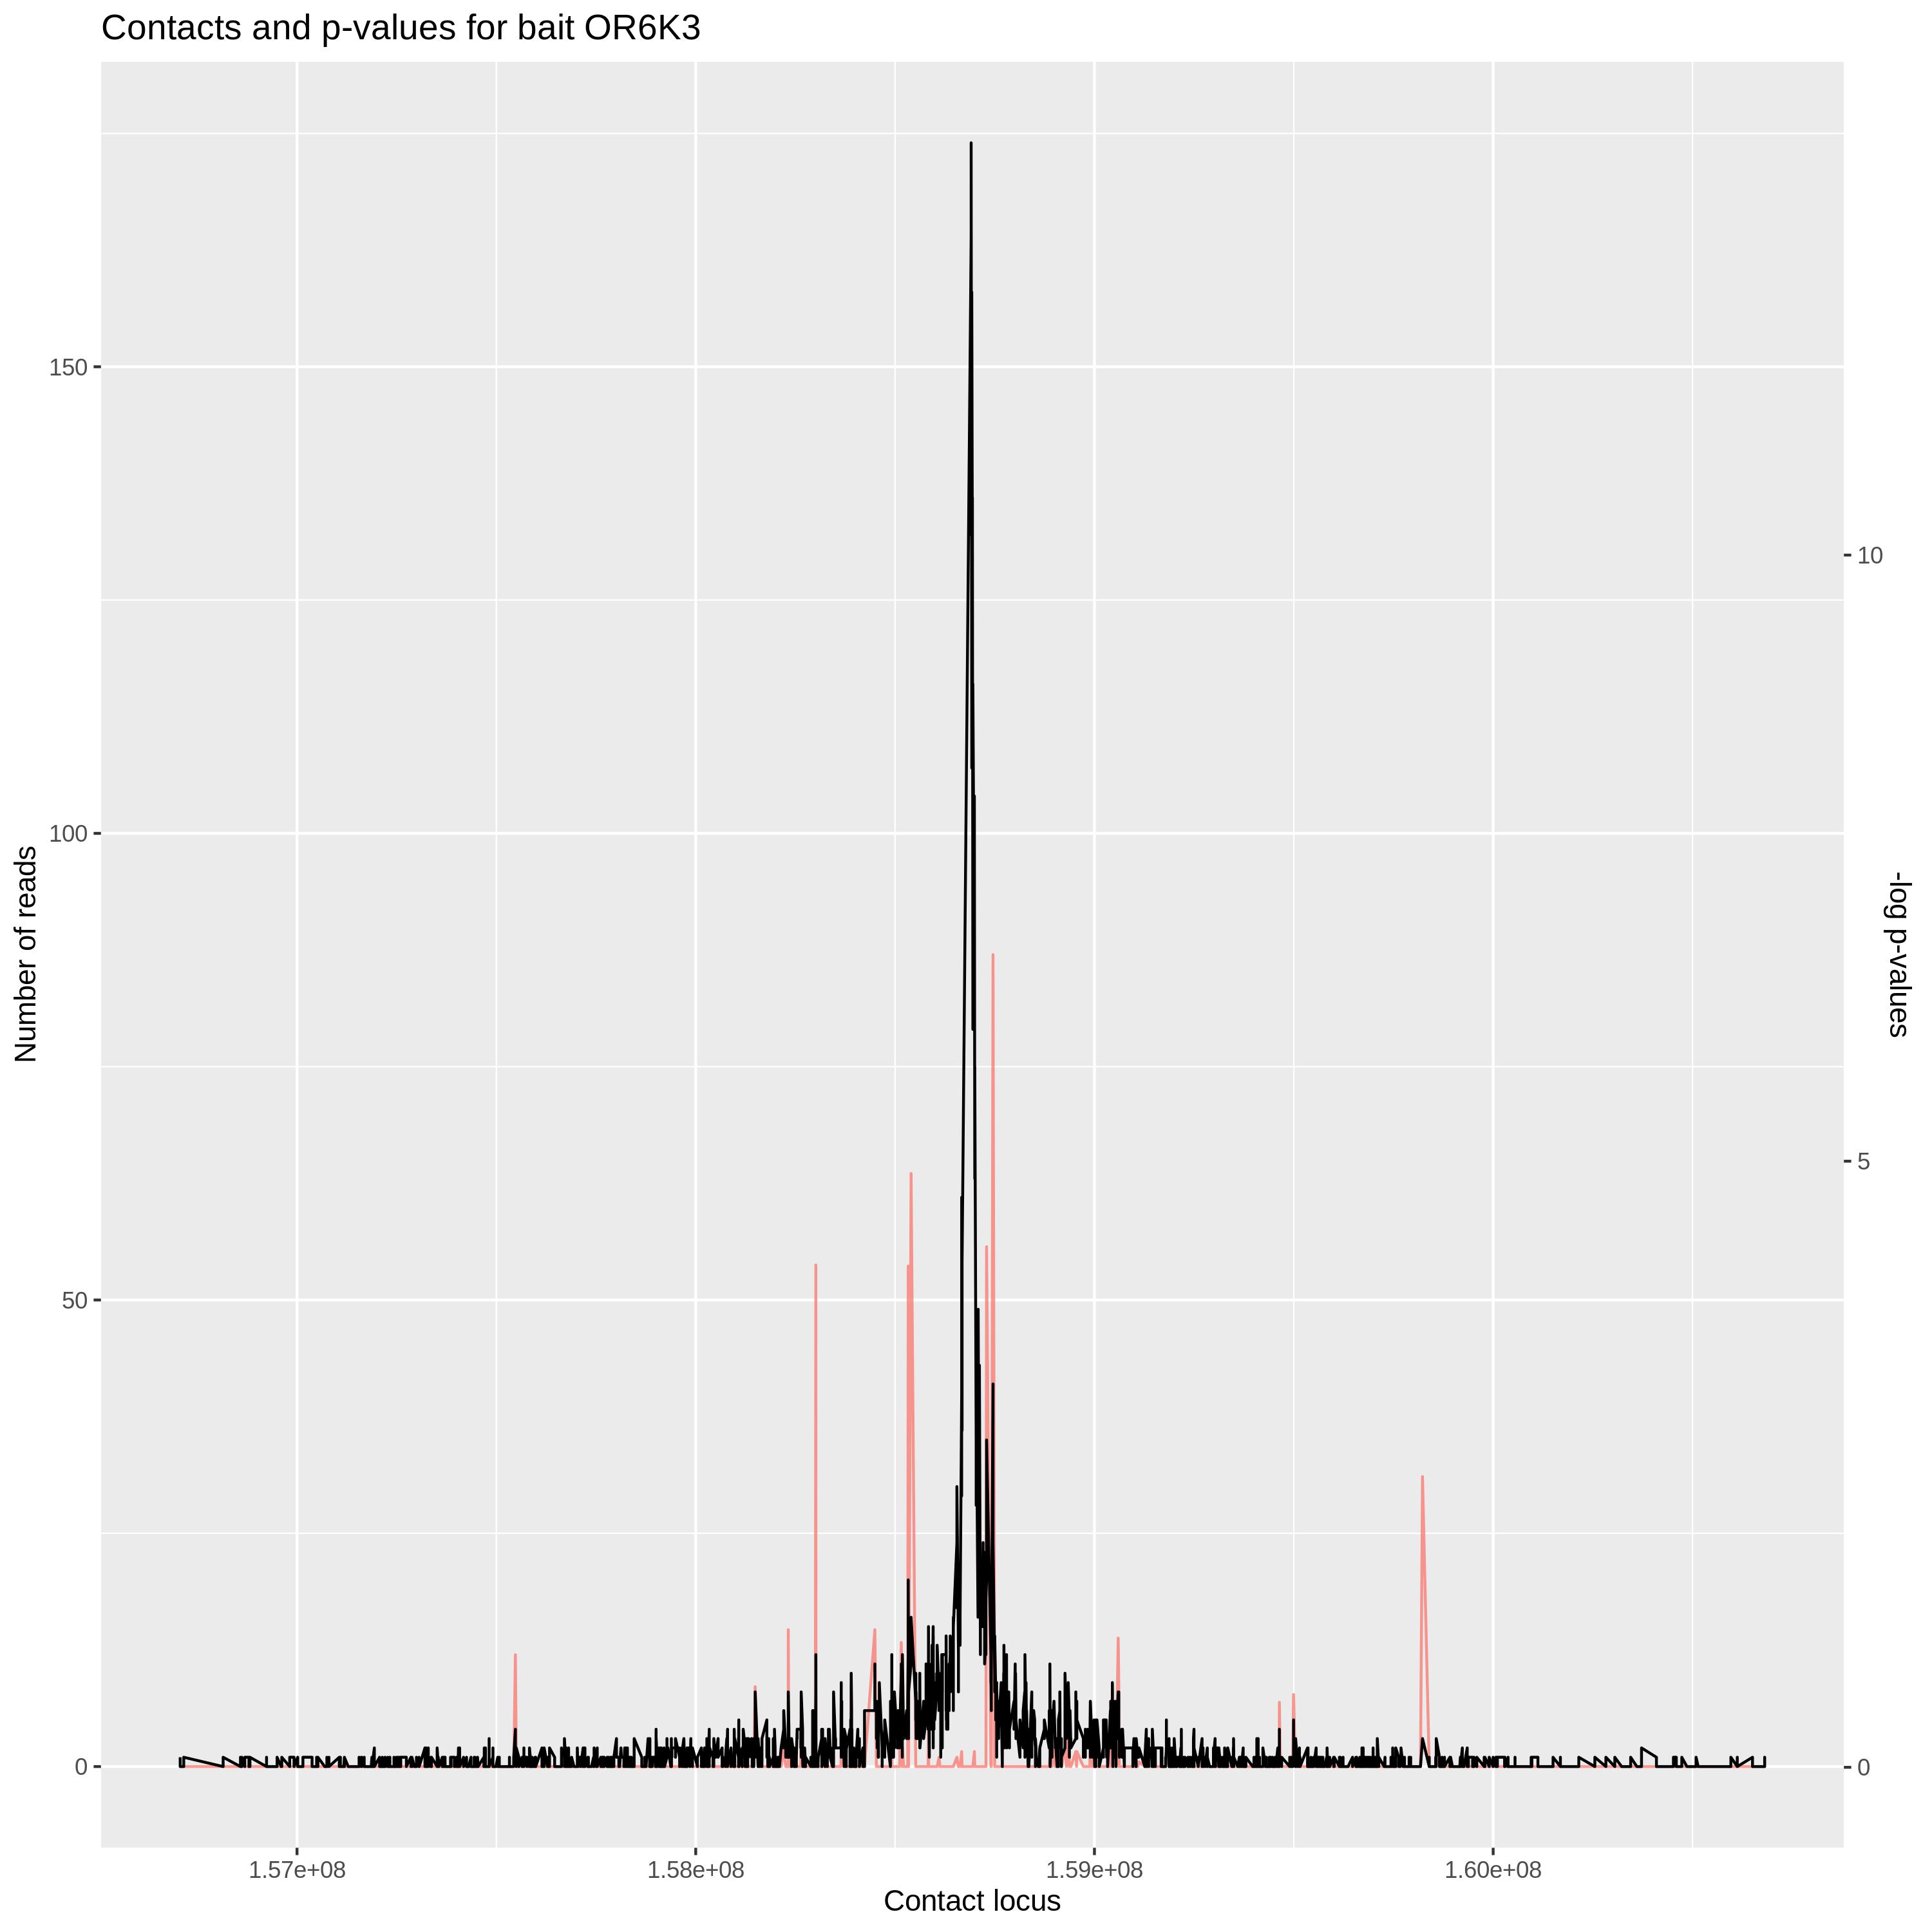 Contacts and p-values for bait OR6K3
150
100
50
0
Number of reads
10
5
0
-log p-values
1.57e+08
1.58e+08
1.59e+08
1.60e+08
Contact locus